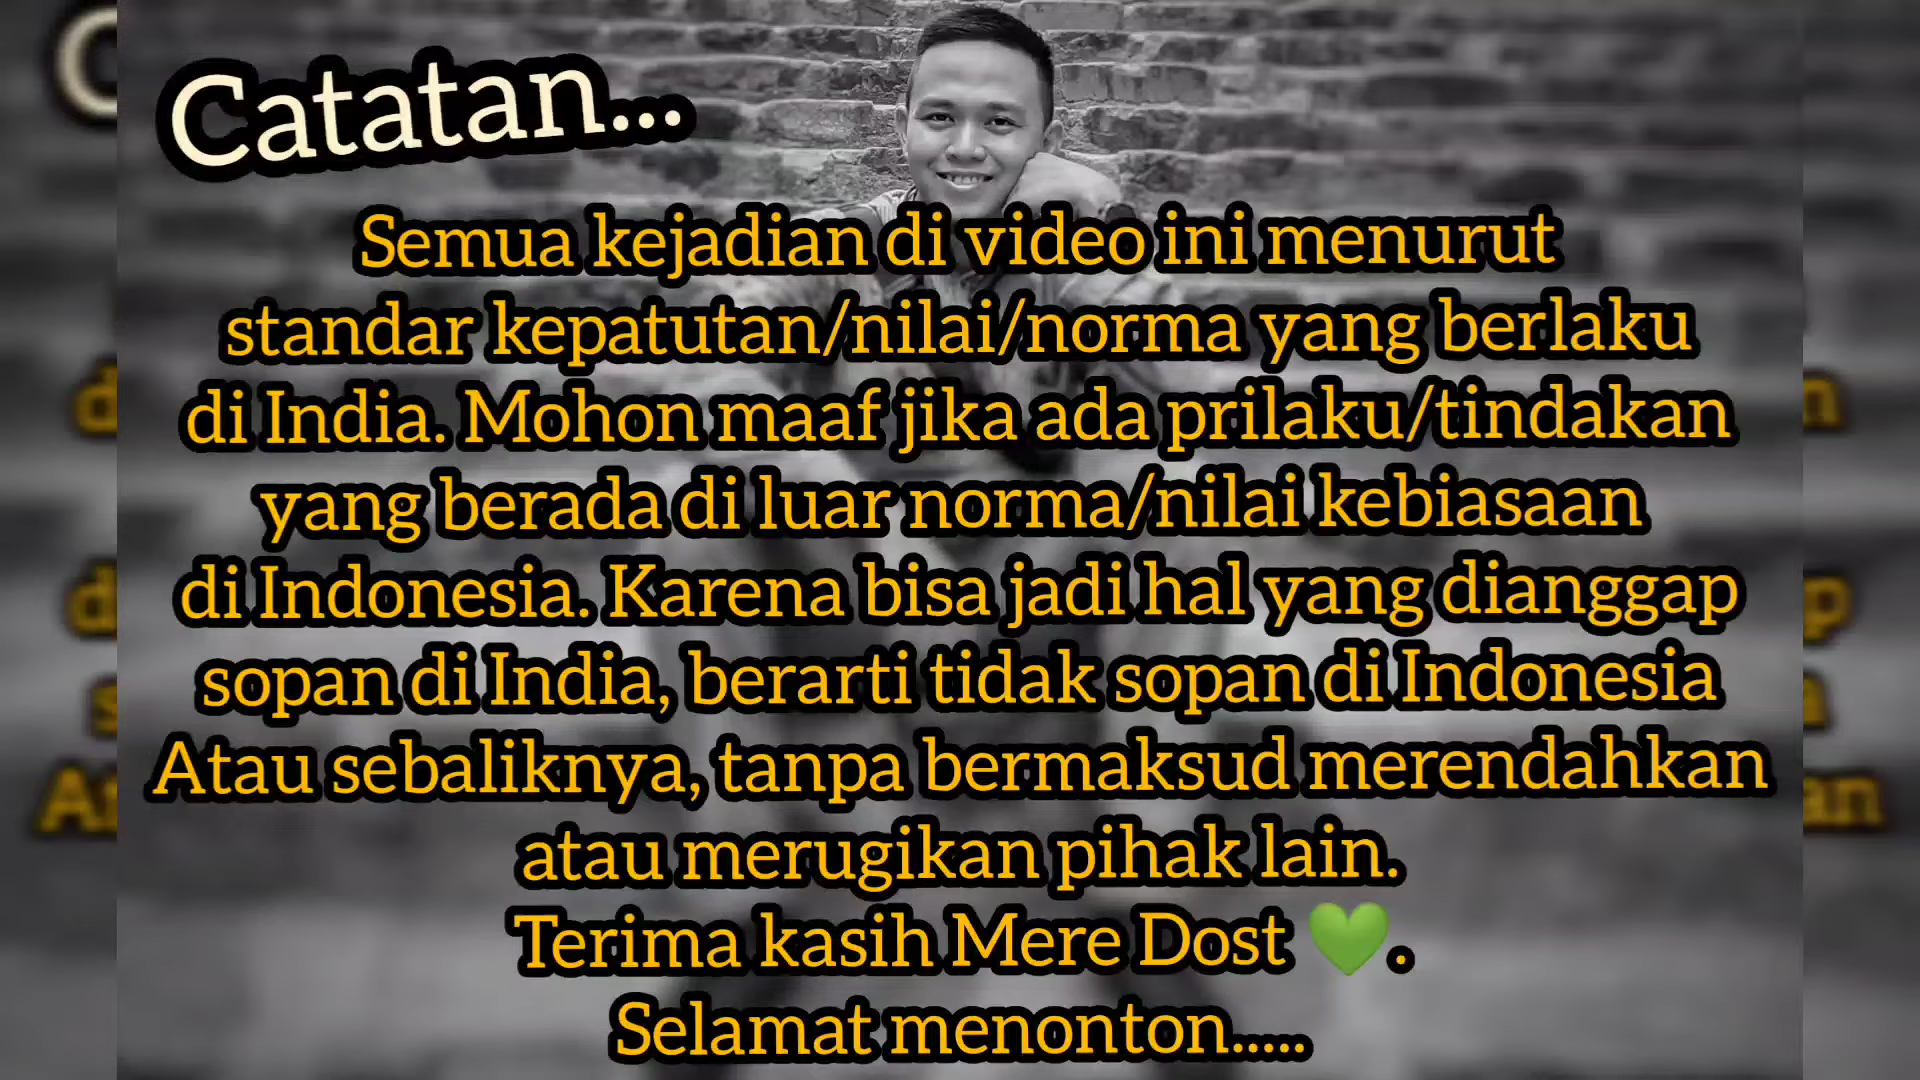 Catatan...
Semua kejadian di video ini menurut
standar kepatutan/nilai/norma yang berlaku
di India. Mohon maaf jika ada prilaku/tindakan
yang berada di luar norma/nilai kebiasaan
di Indonesia. Karena bisa jadi hal yang dianggap
sopan di India, berarti tidak sopan di Indonesia
Atau sebaliknya, tanpa bermaksud merendahkan
atau merugikan pihak lain.
Terima kasih Mere Dost 💚.
Selamat menonton.....